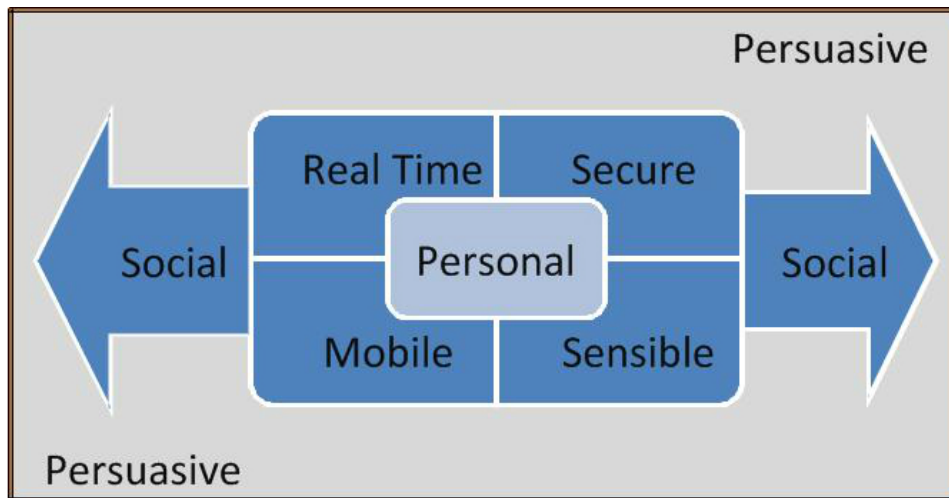 Persuasive
Real Time
Secure
Social
Personal
Social
Mobile
Sensible
Persuasive